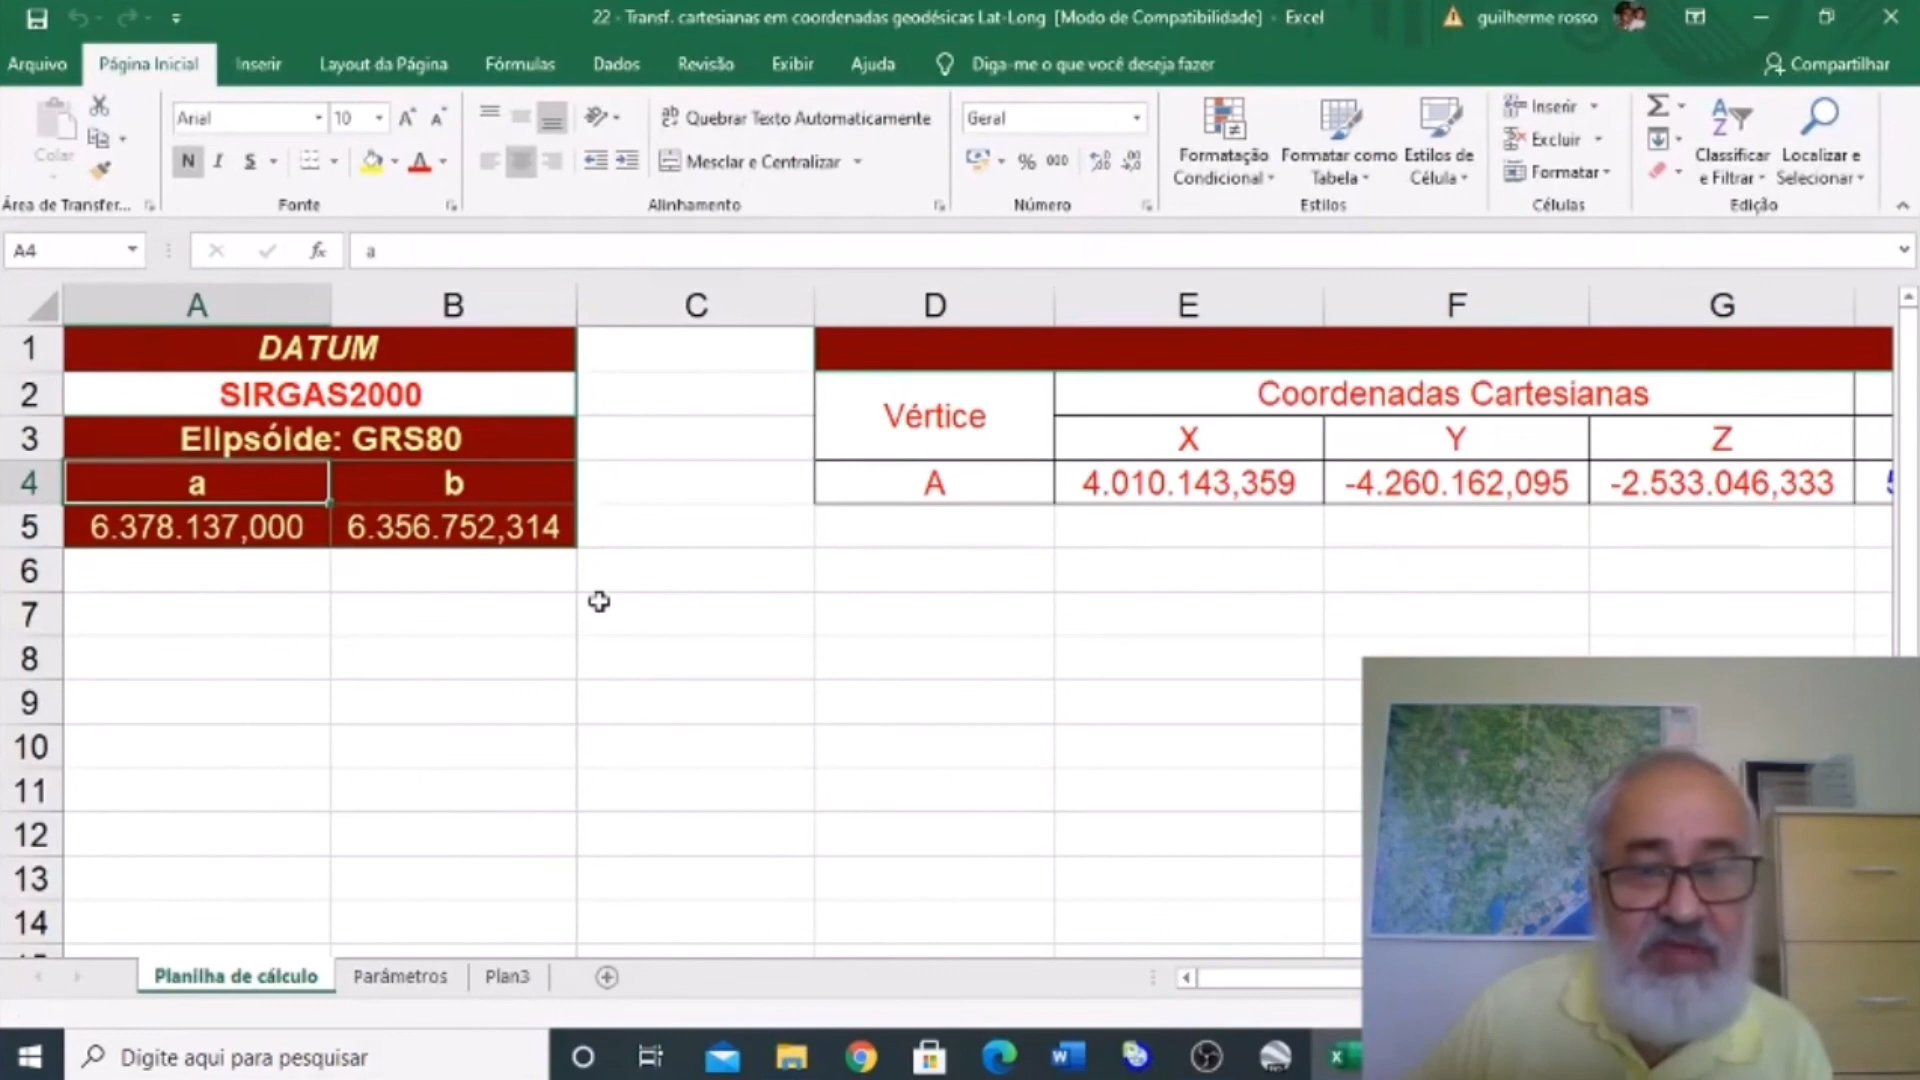 22 - Transf. cartesianas em coordenadas geodésicas Lat-Long [Modo de Compatibilidade] - Excel
guilherme rosso
Arquivo Página Inicial Inserir Layout da Página Fórmulas Dados Revisão Exibir Ajuda Diga-me o que você deseja fazer Compartilhar
Colar
Área de Transfer...
Arial 10
N I S
Fonte
Quebrar Texto Automaticamente
Mesclar e Centralizar
Alinhamento
Geral
% 000
Número
Formatação Condicional
Formatar como Tabela
Estilos de Célula
Estilos
Inserir
Excluir
Formatar
Células
Classificar e Filtrar
Localizar e Selecionar
Edição
A4 fx a
A B C D E F G
1 DATUM
2 SIRGAS2000 Vértice Coordenadas Cartesianas
3 Elipsóide: GRS80 X Y Z
4 a b A 4.010.143,359 -4.260.162,095 -2.533.046,333
5 6.378.137,000 6.356.752,314
6
7
8
9
10
11
12
13
14
Planilha de cálculo Parâmetros Plan3
Digite aqui para pesquisar